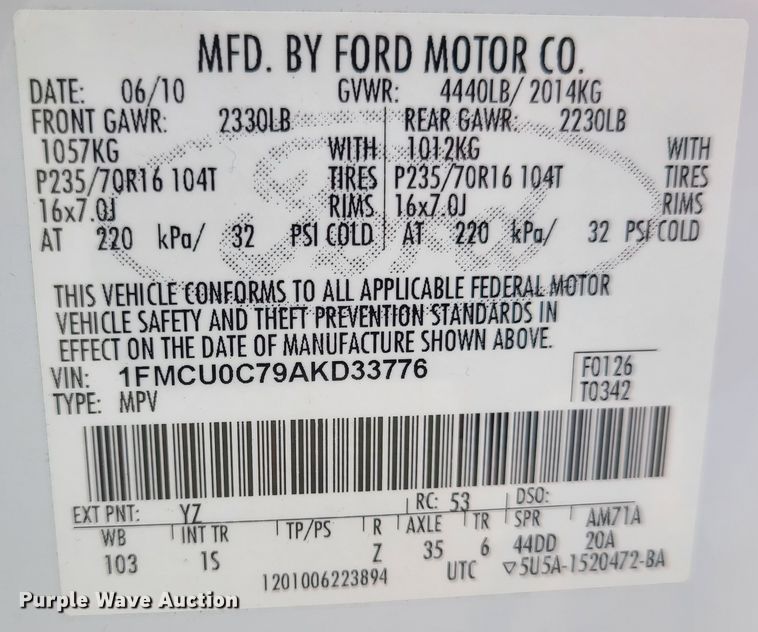 MFD. BY FORD MOTOR CO.
DATE: 06/10 GVWR: 4440LB/ 2014KG
FRONT GAWR: 2330LB REAR GAWR: 2230LB
1057KG WITH 1012KG WITH
P235/70R16 104T TIRES P235/70R16 104T TIRES
16x7.0J RIMS 16x7.0J RIMS
AT 220 kPa/ 32 PSI COLD AT 220 kPa/ 32 PSI COLD
Ford
THIS VEHICLE CONFORMS TO ALL APPLICABLE FEDERAL MOTOR
VEHICLE SAFETY AND THEFT PREVENTION STANDARDS IN
EFFECT ON THE DATE OF MANUFACTURE SHOWN ABOVE.
VIN: 1FMCU0C79AKD33776 F0126
TYPE: MPV T0342
EXT PNT: YZ RC: 53 DSO:
WB INT TR TP/PS R AXLE TR SPR AM71A
103 1S Z 35 6 44DD 20A
1201006223894 UTC ▽5U5A-1520472-BA
Purple Wave Auction